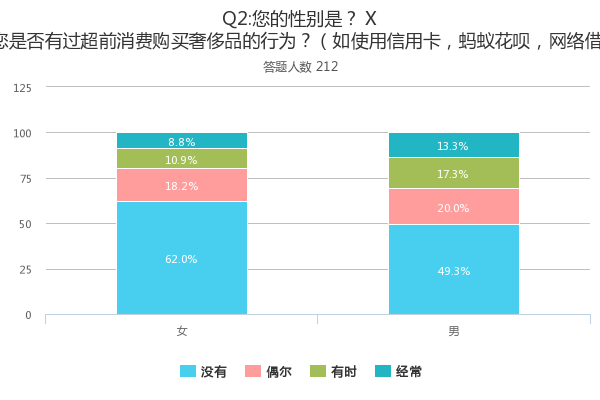 Q2:您的性别是？ X
您是否有过超前消费购买奢侈品的行为？（如使用信用卡，蚂蚁花呗，网络借
答题人数 212
125
100
75
50
25
0
8.8%
10.9%
18.2%
62.0%
13.3%
17.3%
20.0%
49.3%
女
男
没有
偶尔
有时
经常